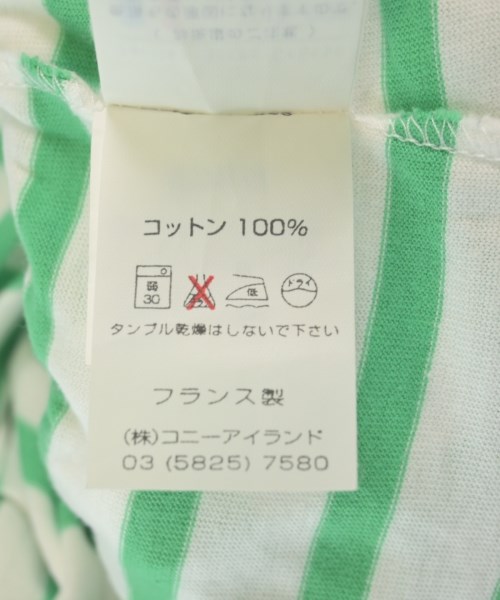 コットン 100%
弱
30
低
ドライ
タンブル乾燥はしないで下さい
フランス製
(株)コニーアイランド
03 (5825) 7580